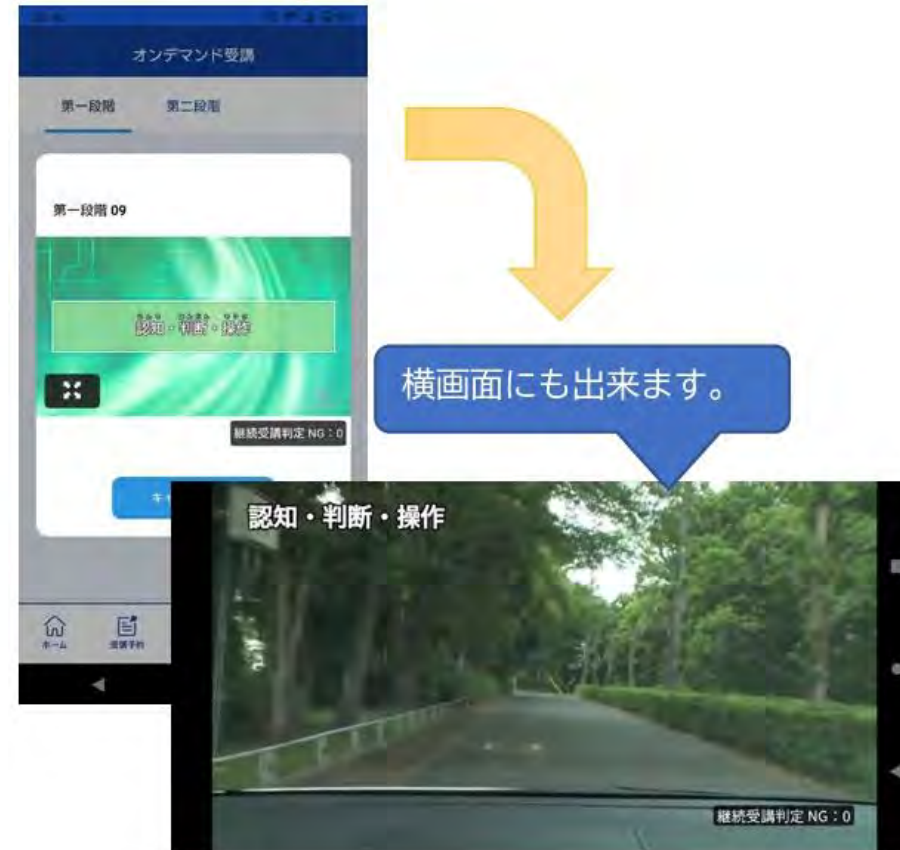 オンデマンド受講
第一段階 第二段階
第一段階 09
認知・判断・操作
継続受講判定 NG：0
ホーム
横画面にも出来ます。
認知・判断・操作
継続受講判定 NG：0